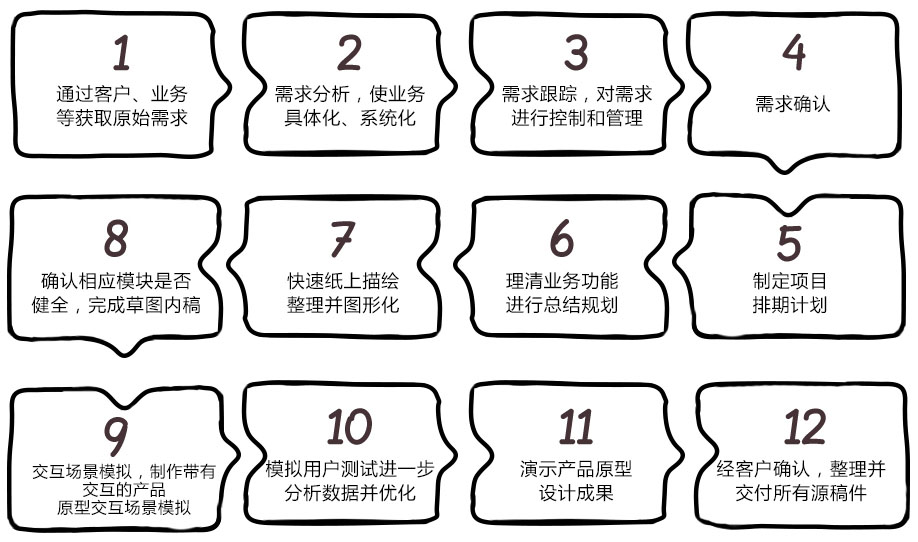 1
通过客户、业务
等获取原始需求
2
需求分析，使业务
具体化、系统化
3
需求跟踪，对需求
进行控制和管理
4
需求确认
5
制定项目
排期计划
6
理清业务功能
进行总结规划
7
快速纸上描绘
整理并图形化
8
确认相应模块是否
健全，完成草图内稿
9
交互场景模拟，制作带有
交互的产品
原型交互场景模拟
10
模拟用户测试进一步
分析数据并优化
11
演示产品原型
设计成果
12
经客户确认，整理并
交付所有源稿件